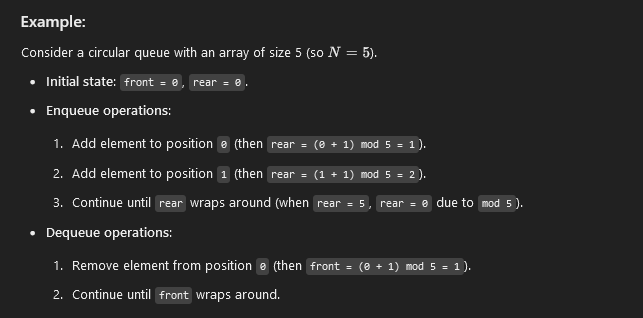 Example:
Consider a circular queue with an array of size 5 (so N = 5).
• Initial state: front = 0, rear = 0.
• Enqueue operations:
1. Add element to position 0 (then rear = (0 + 1) mod 5 = 1).
2. Add element to position 1 (then rear = (1 + 1) mod 5 = 2).
3. Continue until rear wraps around (when rear = 5, rear = 0 due to mod 5).
• Dequeue operations:
1. Remove element from position 0 (then front = (0 + 1) mod 5 = 1).
2. Continue until front wraps around.